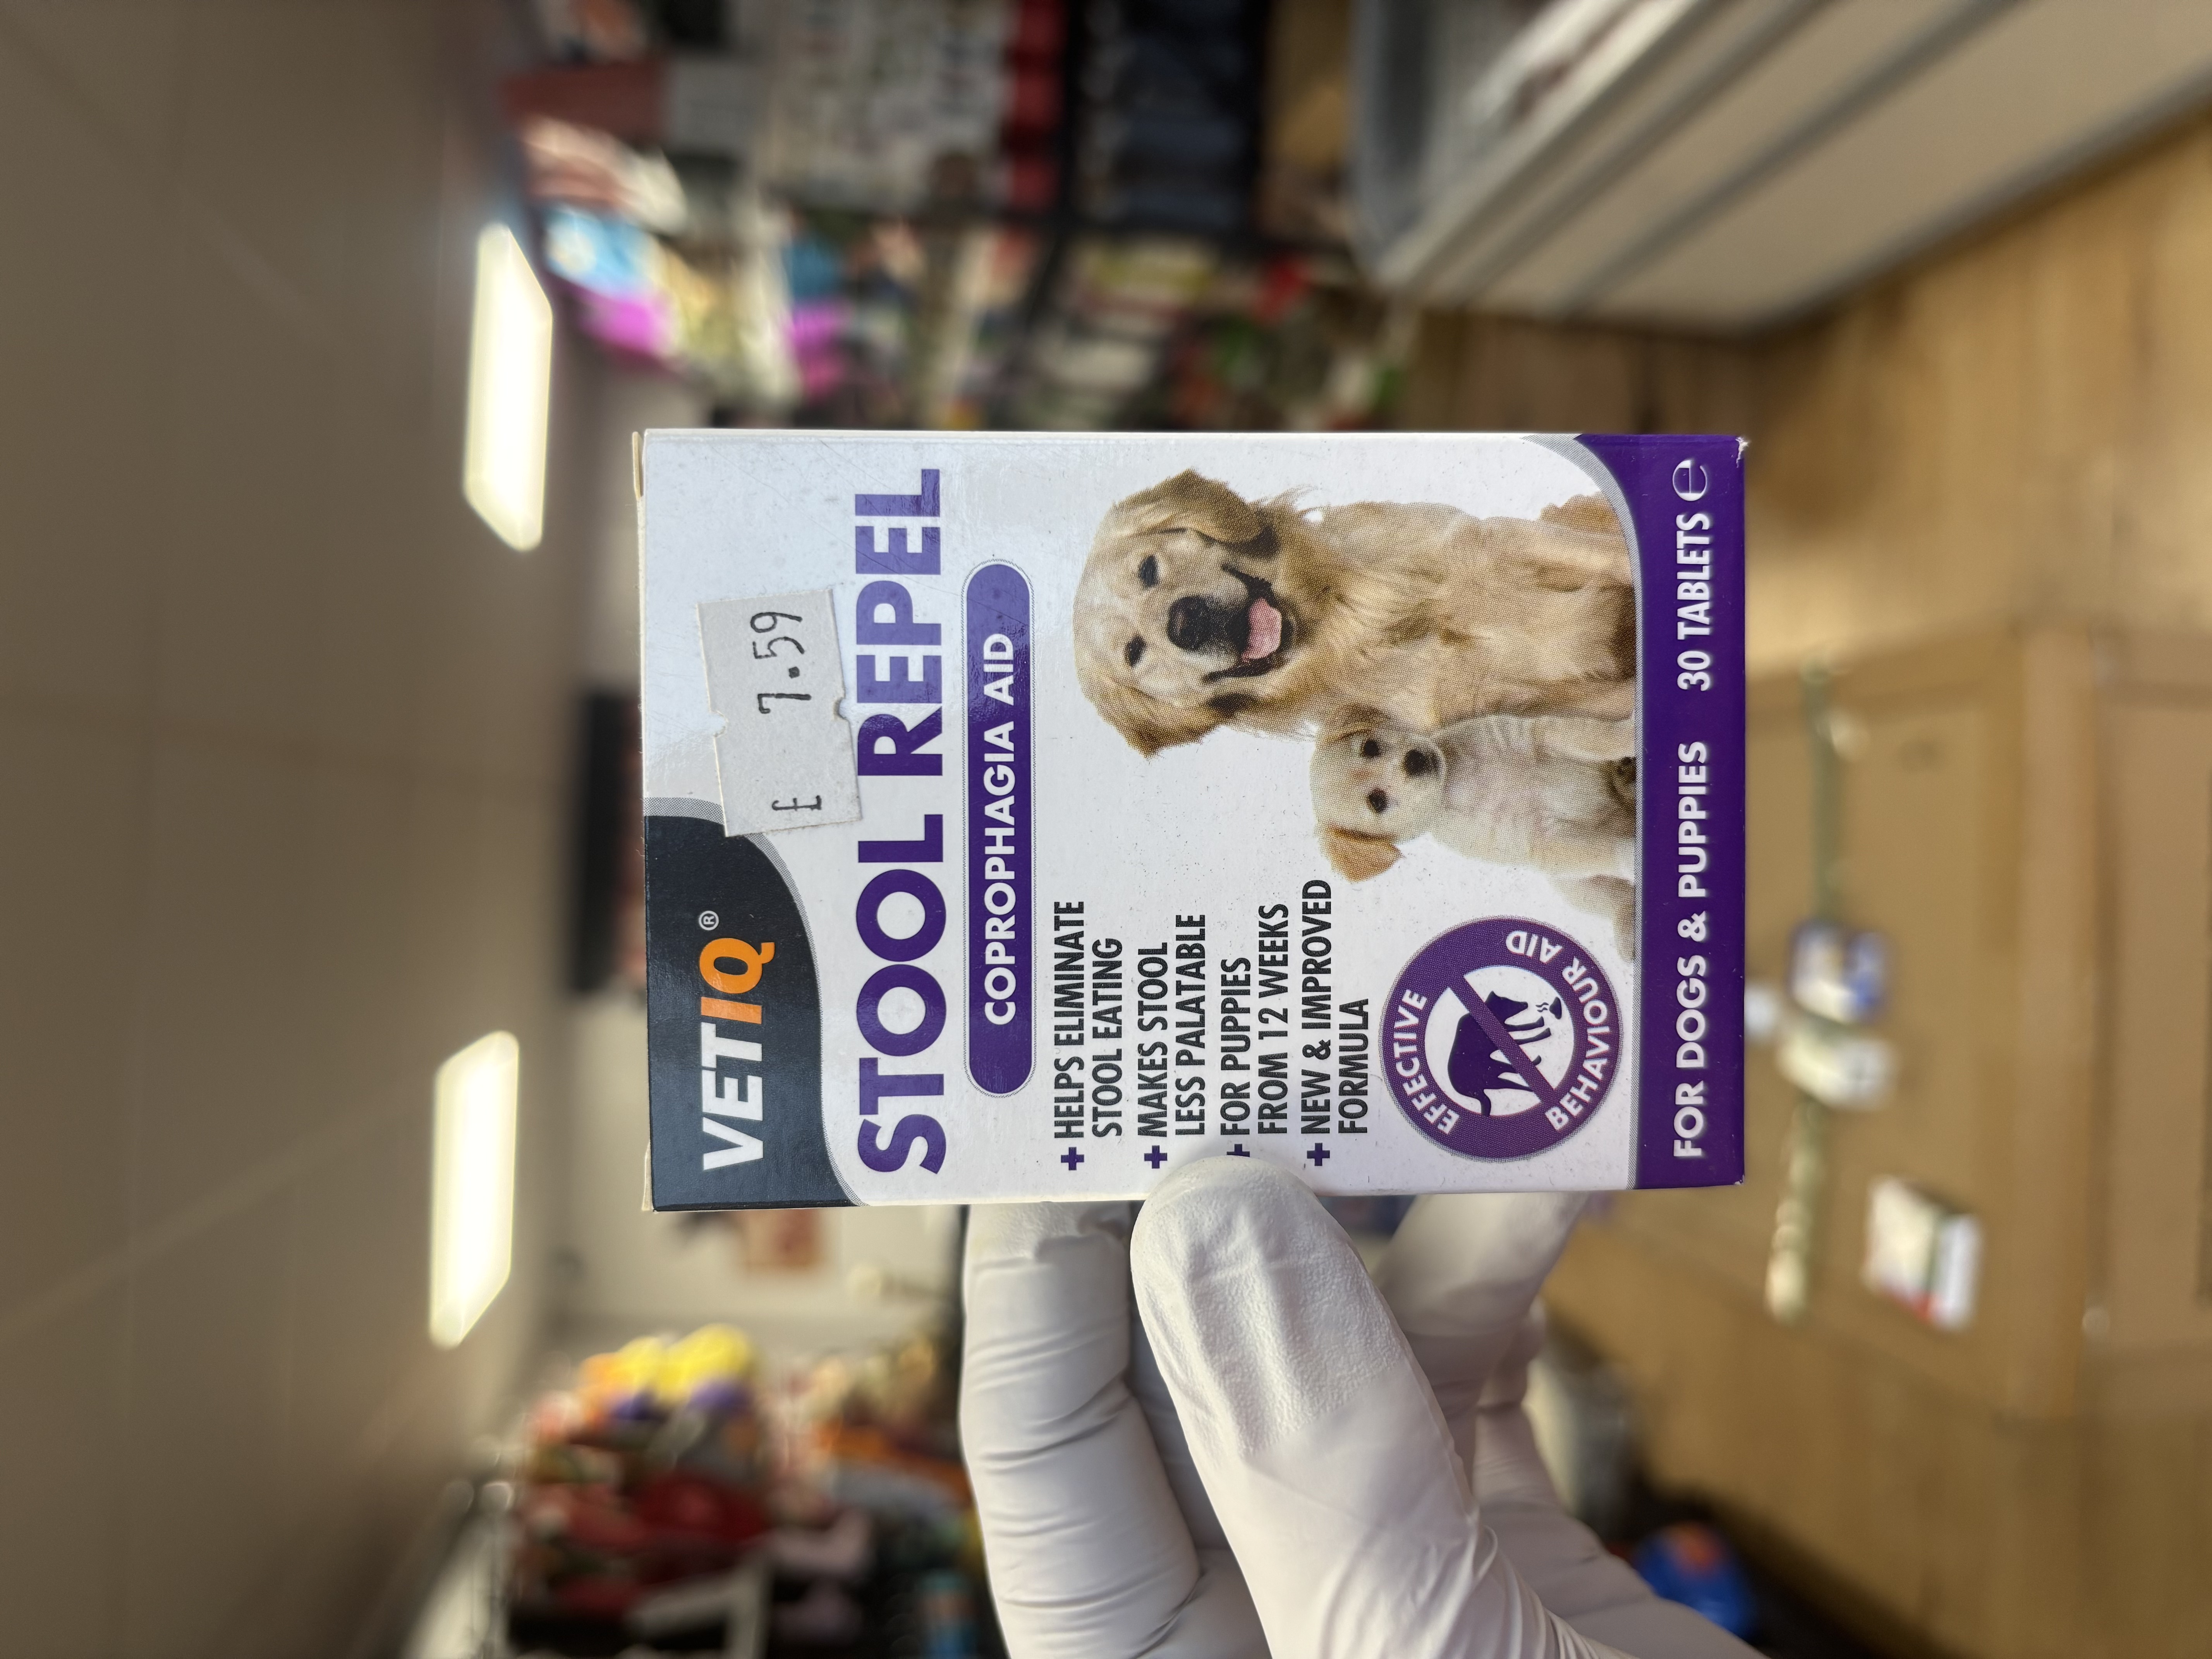 VETIQ®
£ 7.59
STOOL REPEL
COPROPHAGIA AID
+ HELPS ELIMINATE
STOOL EATING
+ MAKES STOOL
LESS PALATABLE
+ FOR PUPPIES
FROM 12 WEEKS
+ NEW & IMPROVED
FORMULA
EFFECTIVE
BEHAVIOUR AID
FOR DOGS & PUPPIES 30 TABLETS ℮